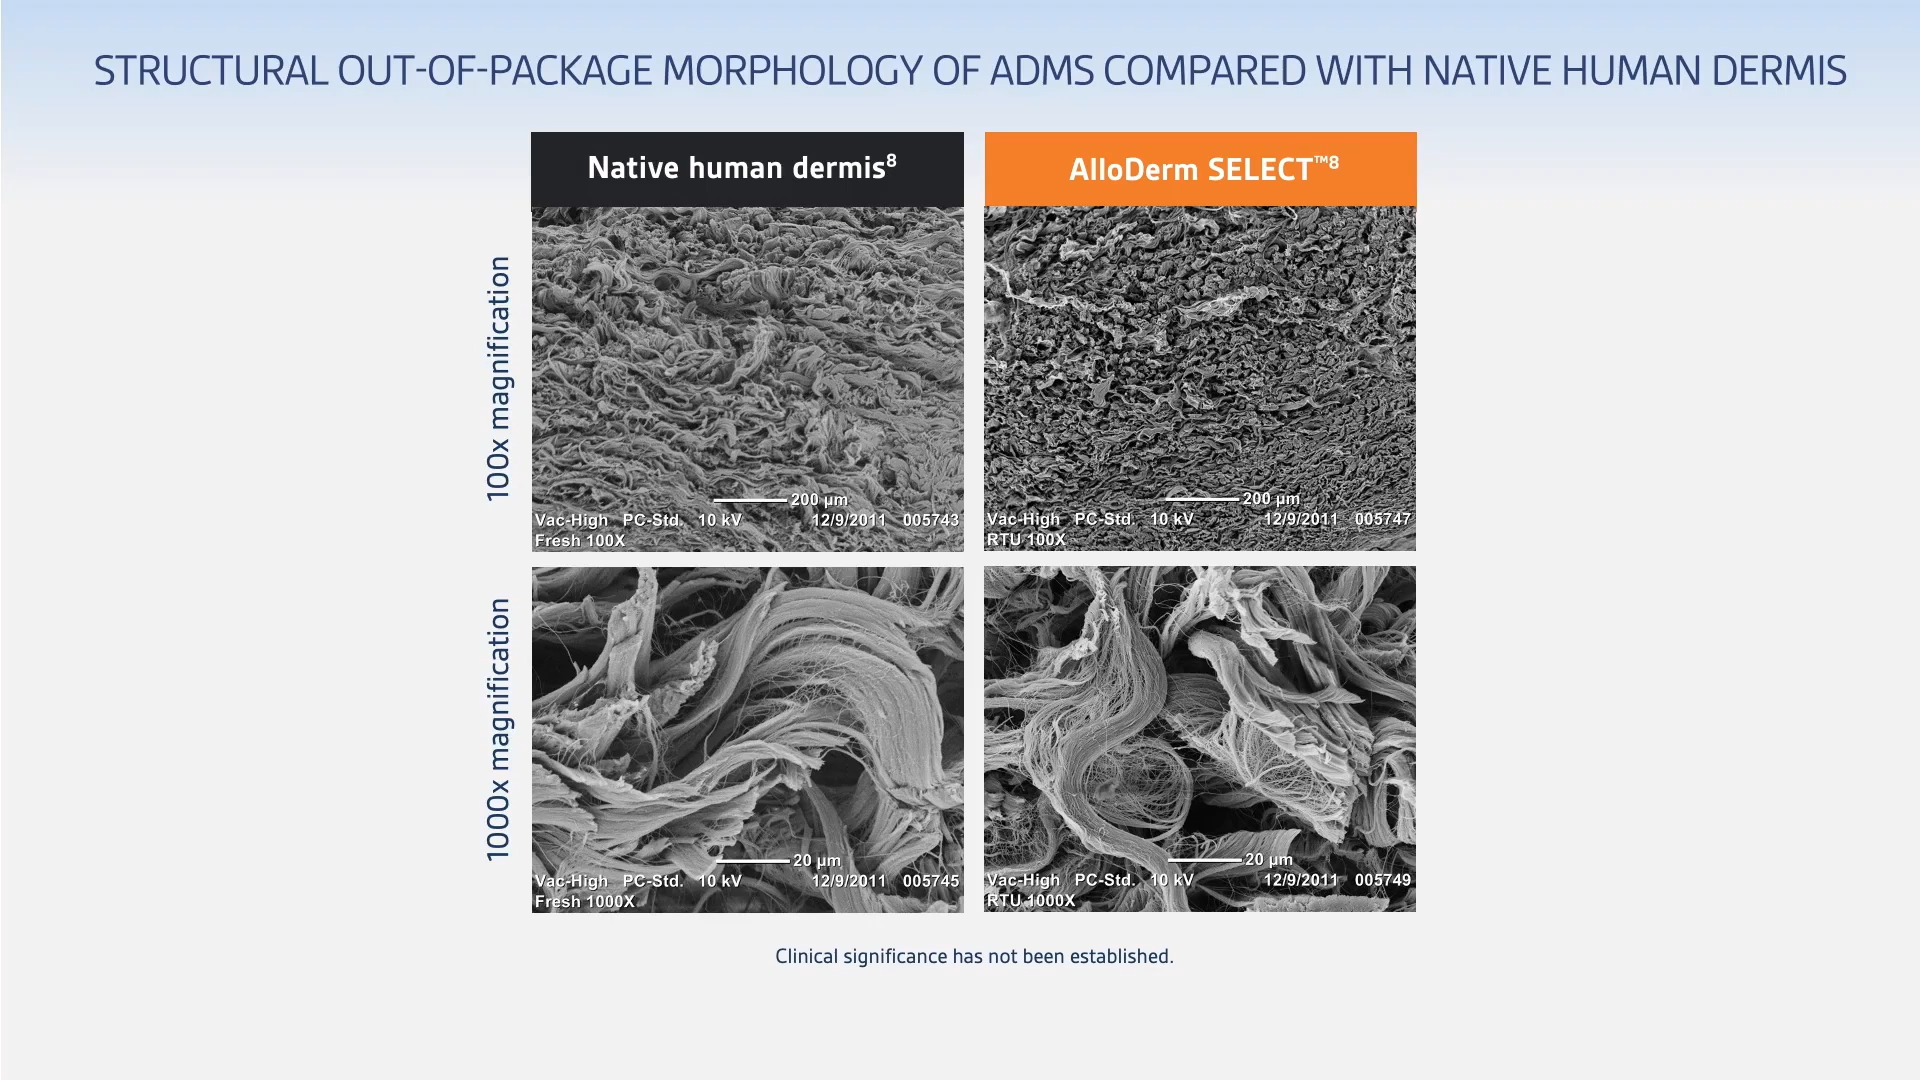 STRUCTURAL OUT-OF-PACKAGE MORPHOLOGY OF ADMS COMPARED WITH NATIVE HUMAN DERMIS
Native human dermis⁸
AlloDerm SELECT™⁸
100x magnification
200 µm
Vac-High PC-Std. 10 kV 12/9/2011 005743
Fresh 100X
200 µm
Vac-High PC-Std. 10 kV 12/9/2011 005747
RTU 100X
1000x magnification
20 µm
Vac-High PC-Std. 10 kV 12/9/2011 005745
Fresh 1000X
20 µm
Vac-High PC-Std. 10 kV 12/9/2011 005749
RTU 1000X
Clinical significance has not been established.